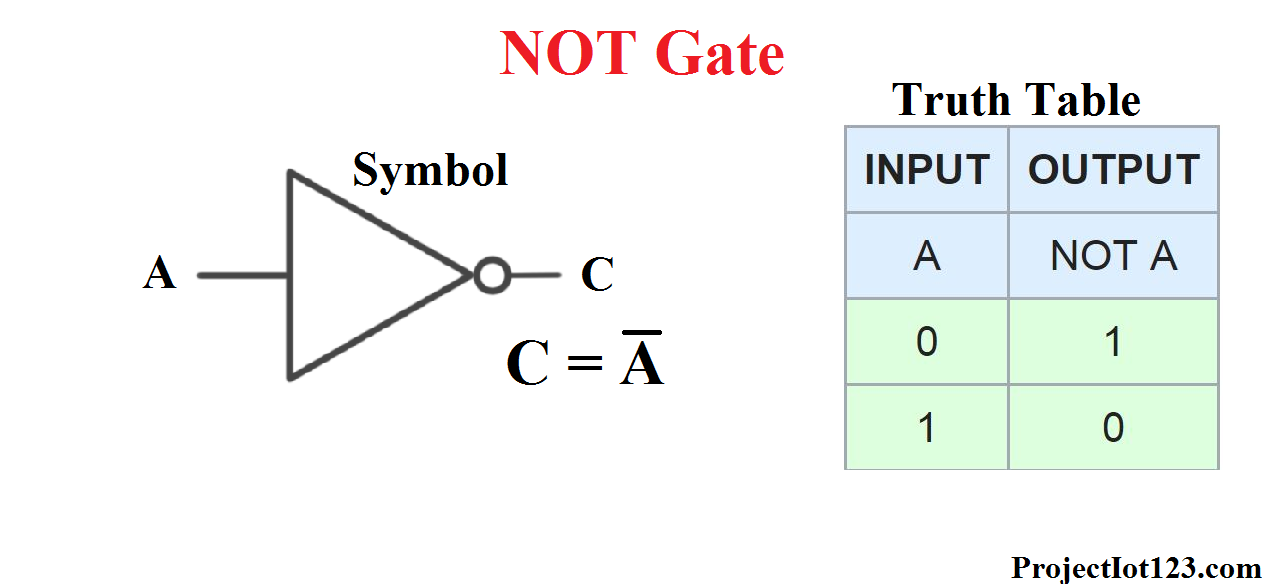 NOT Gate
Symbol
A
C
C = A̅
Truth Table
INPUT OUTPUT
A NOT A
0 1
1 0
ProjectIot123.com